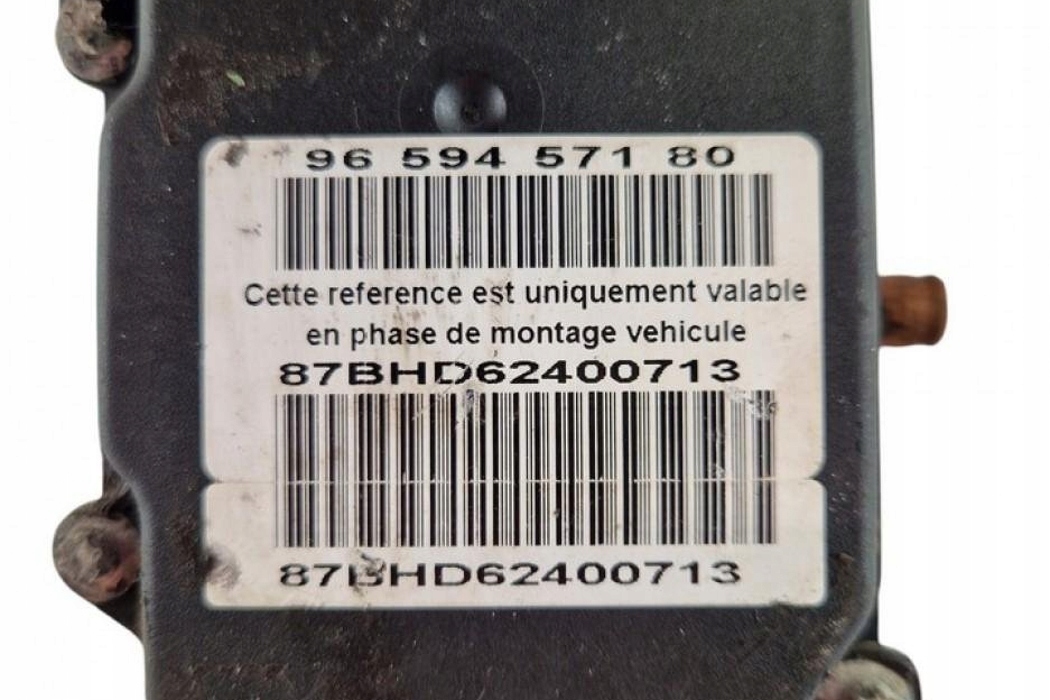 96 594 571 80
Cette reference est uniquement valable
en phase de montage vehicule
87BHD62400713
87BHD62400713